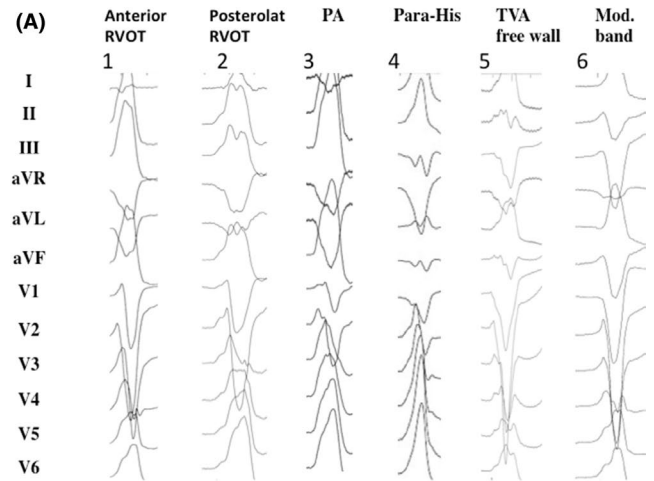 (A)
Anterior RVOT
Posterolat RVOT
PA
Para-His
TVA free wall
Mod. band
1
2
3
4
5
6
I
II
III
aVR
aVL
aVF
V1
V2
V3
V4
V5
V6